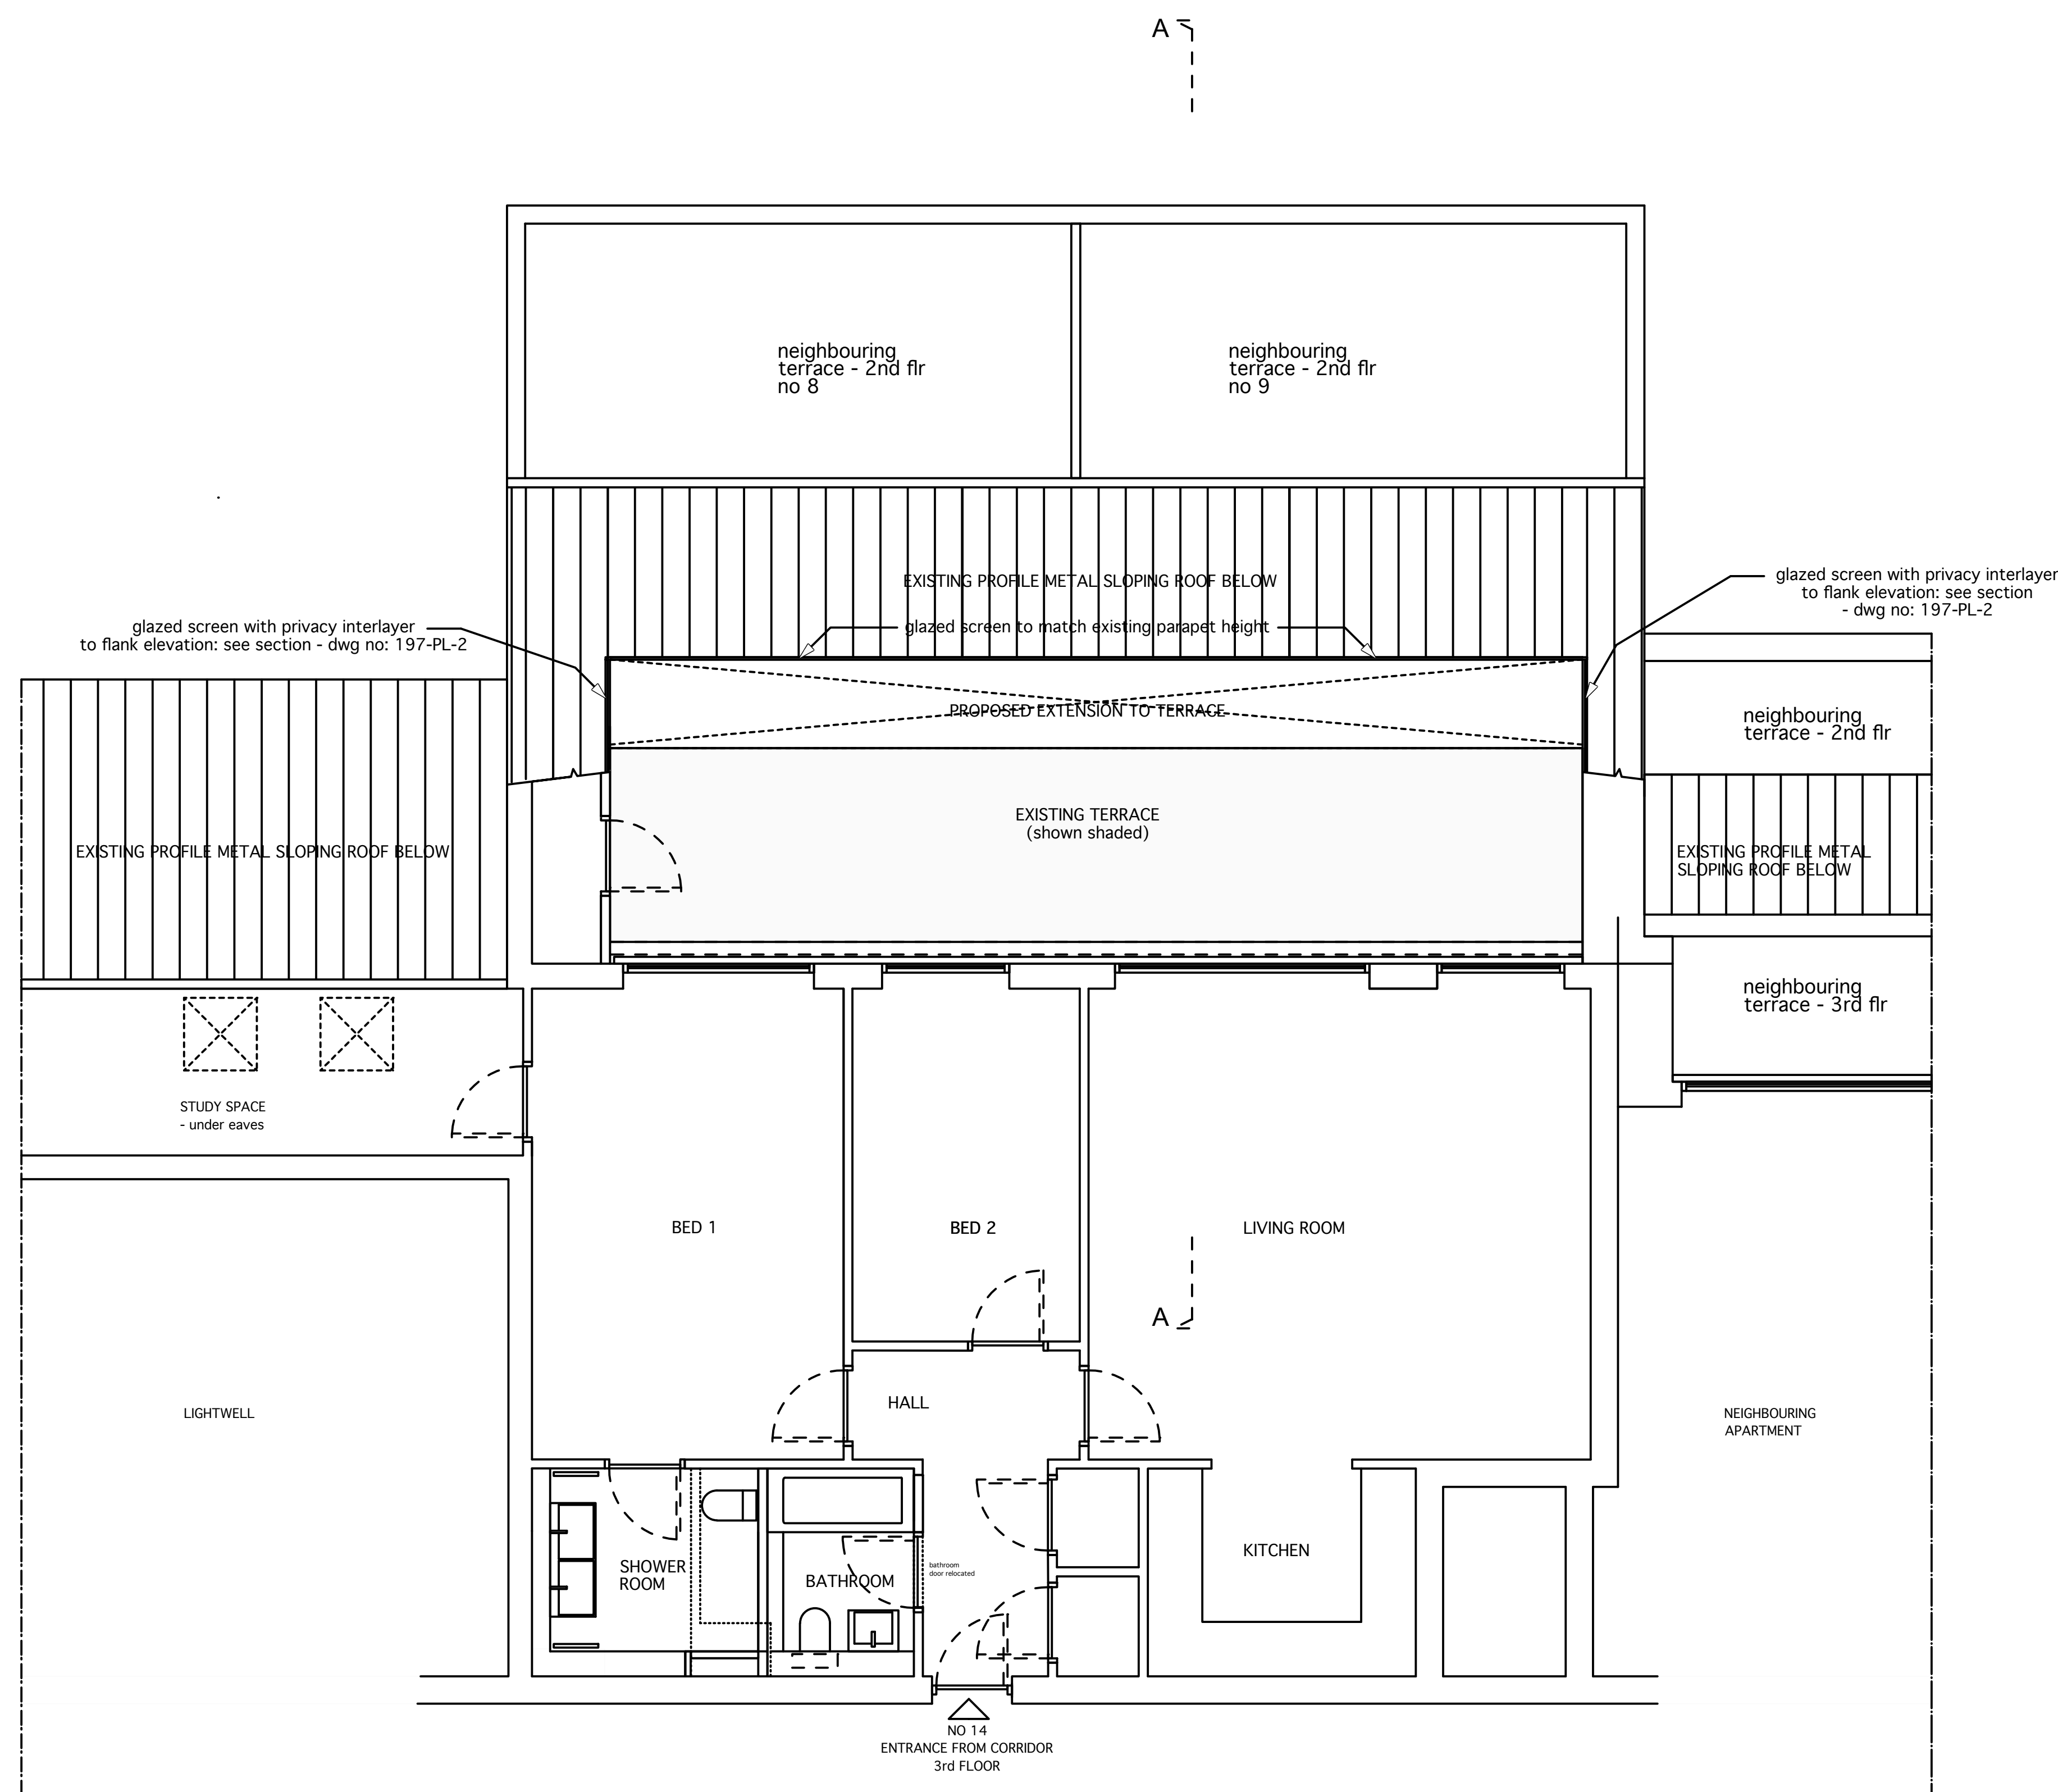 A
neighbouring
terrace - 2nd flr
no 8
neighbouring
terrace - 2nd flr
no 9
EXISTING PROFILE METAL SLOPING ROOF BELOW
glazed screen with privacy interlayer
to flank elevation: see section
- dwg no: 197-PL-2
glazed screen with privacy interlayer
to flank elevation: see section - dwg no: 197-PL-2
glazed screen to match existing parapet height
PROPOSED EXTENSION TO TERRACE
neighbouring
terrace - 2nd flr
EXISTING TERRACE
(shown shaded)
EXISTING PROFILE METAL SLOPING ROOF BELOW
EXISTING PROFILE METAL
SLOPING ROOF BELOW
neighbouring
terrace - 3rd flr
STUDY SPACE
- under eaves
BED 1
BED 2
LIVING ROOM
A
HALL
LIGHTWELL
NEIGHBOURING
APARTMENT
SHOWER
ROOM
BATHROOM
bathroom
door relocated
KITCHEN
NO 14
ENTRANCE FROM CORRIDOR
3rd FLOOR